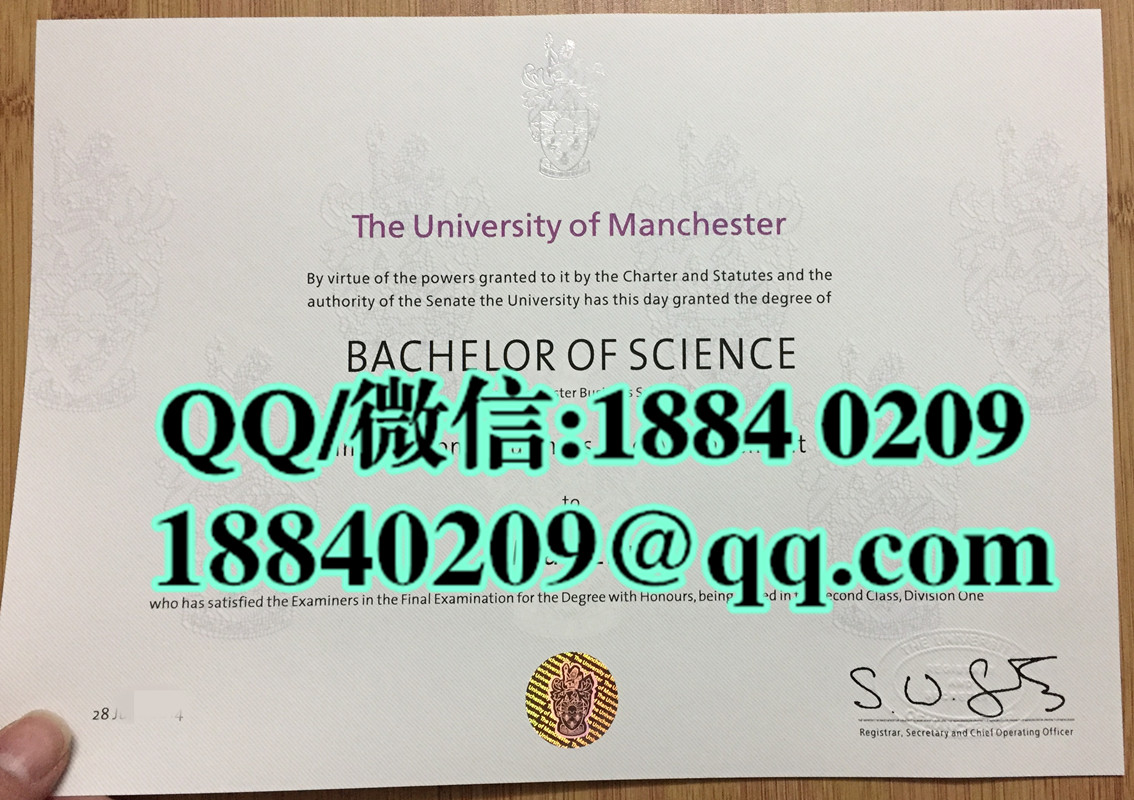 The University of Manchester
By virtue of the powers granted to it by the Charter and Statutes and the
authority of the Senate the University has this day granted the degree of
BACHELOR OF SCIENCE
QQ/微信:1884 0209
to
18840209@qq.com
who has satisfied the Examiners in the Final Examination for the Degree with Honours, being in Second Class, Division One
28
Registrar, Secretary and Chief Operating Officer